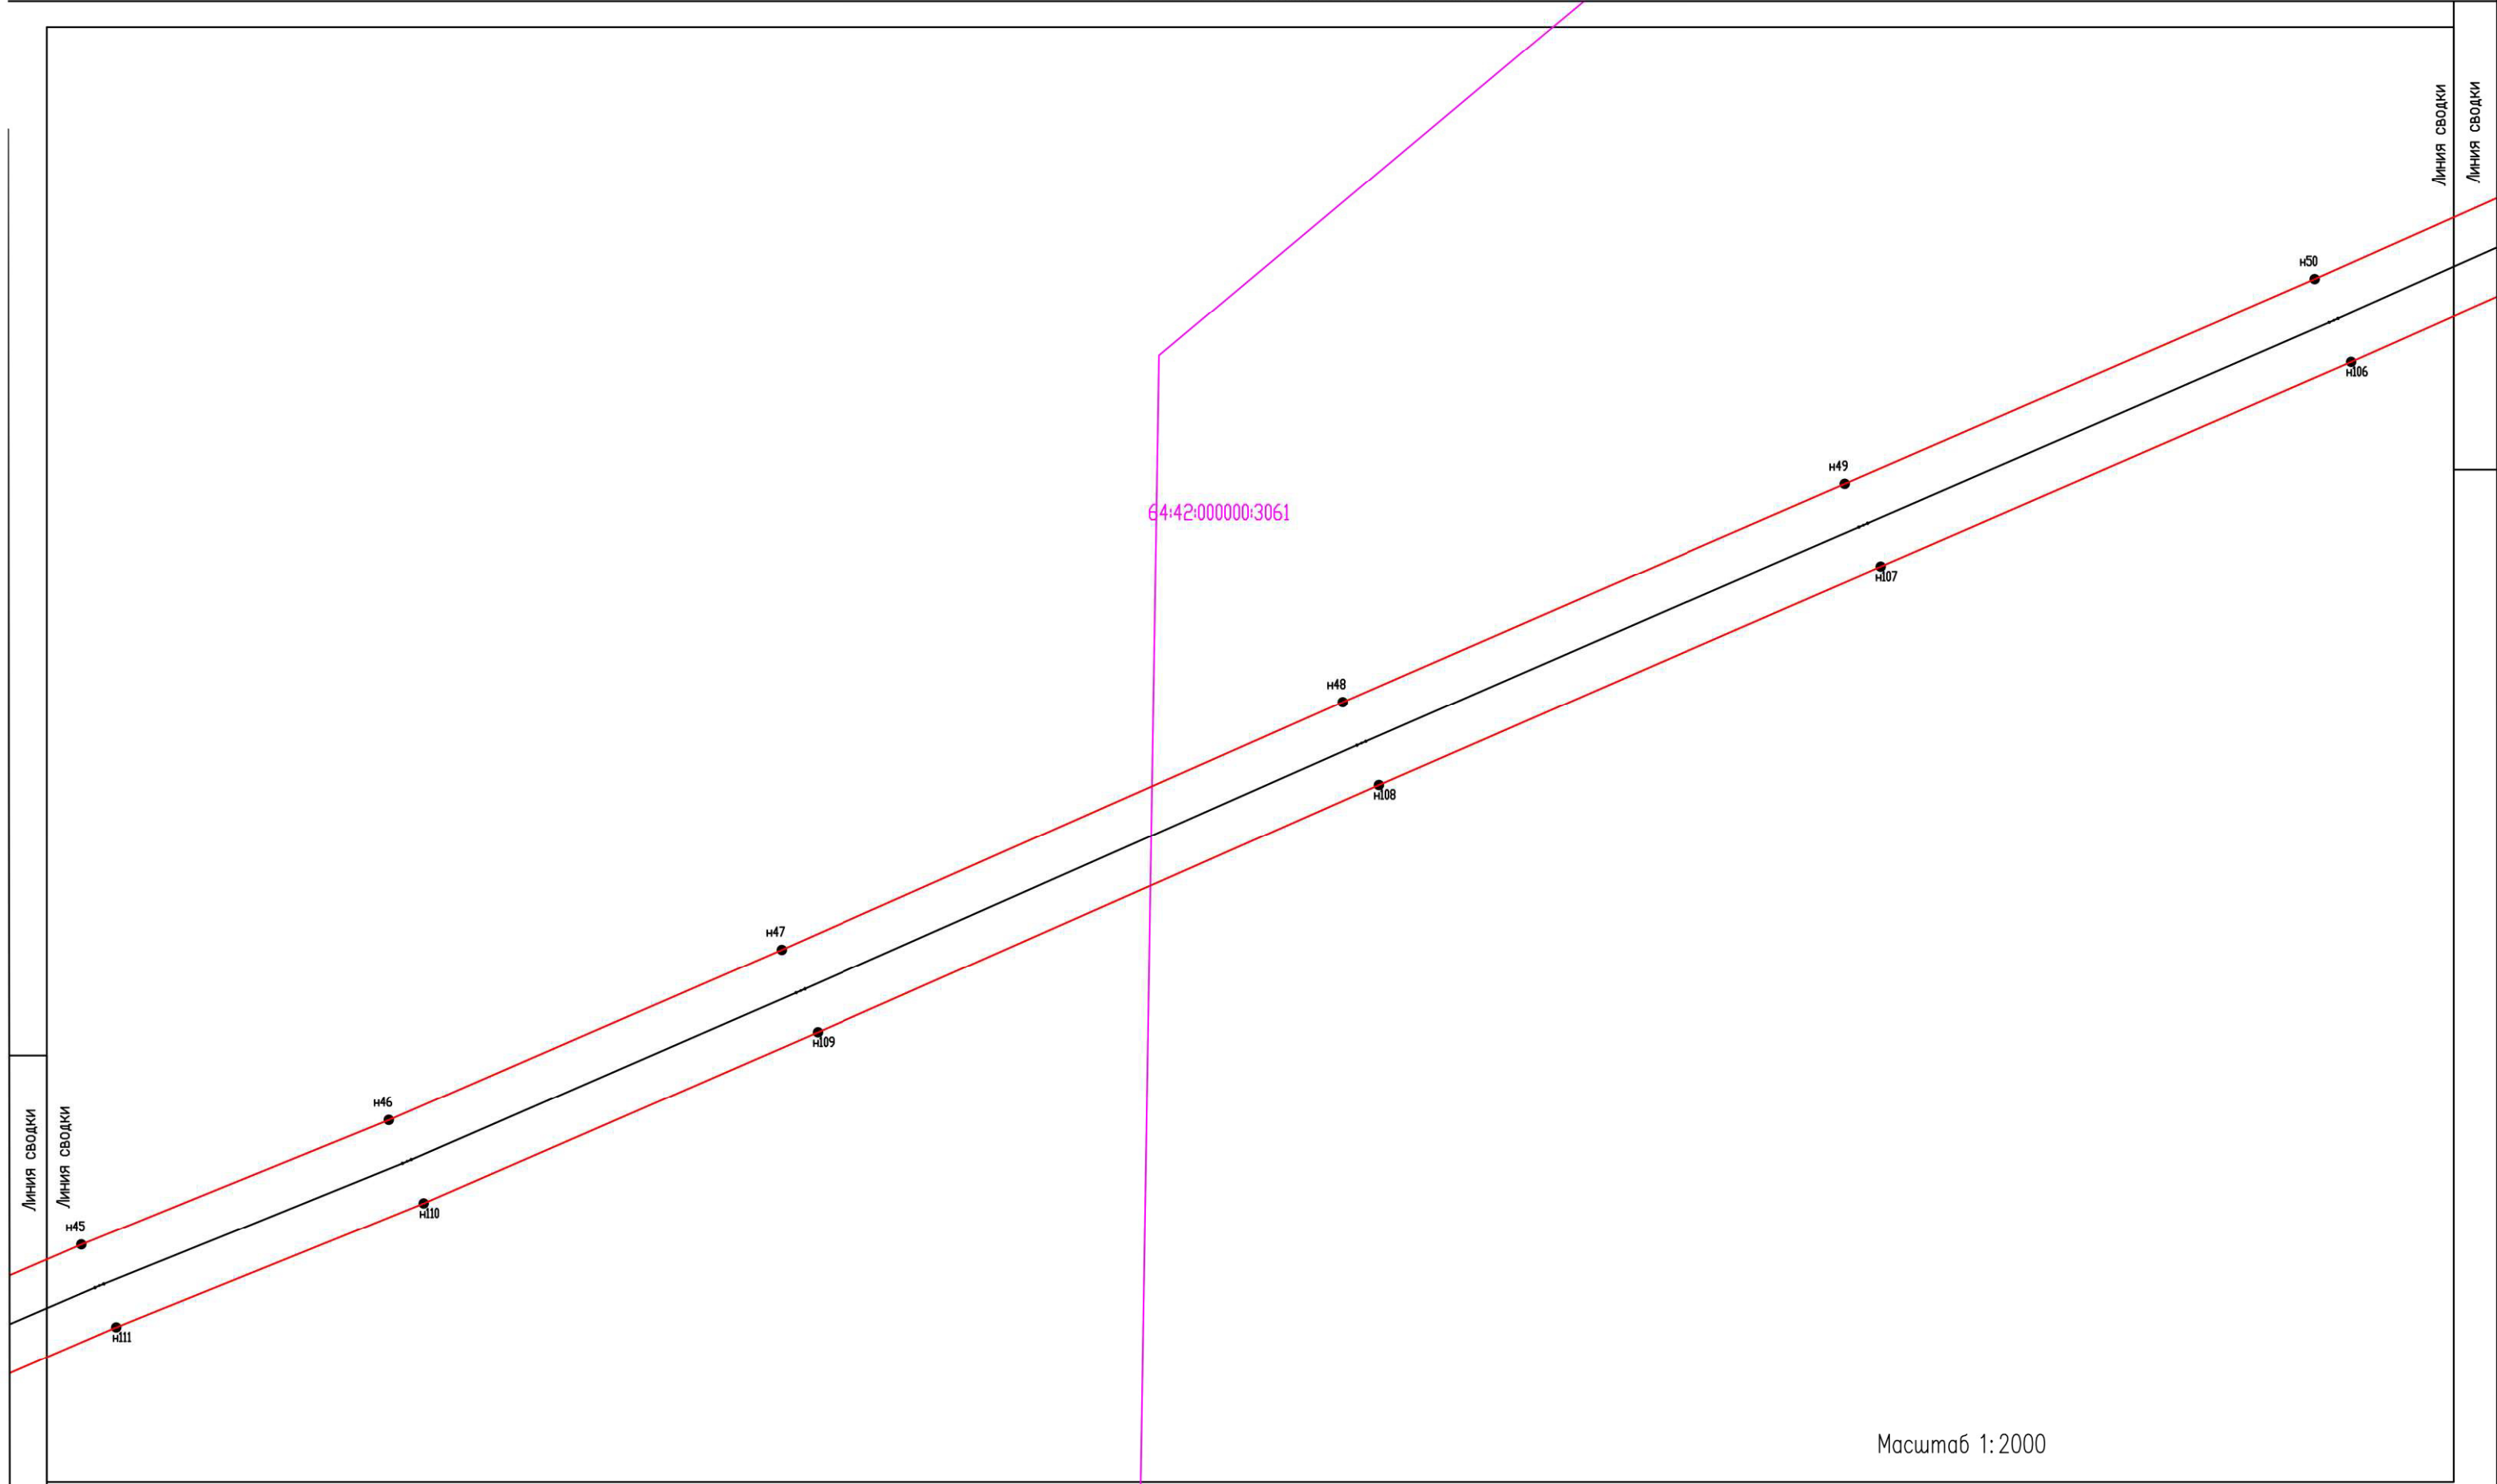 Линия сводки
Линия сводки
н50
н106
н49
64:42:000000:3061
н107
н48
н108
н47
н109
н46
Линия сводки
Линия сводки
н110
н45
н111
Масштаб 1:2000